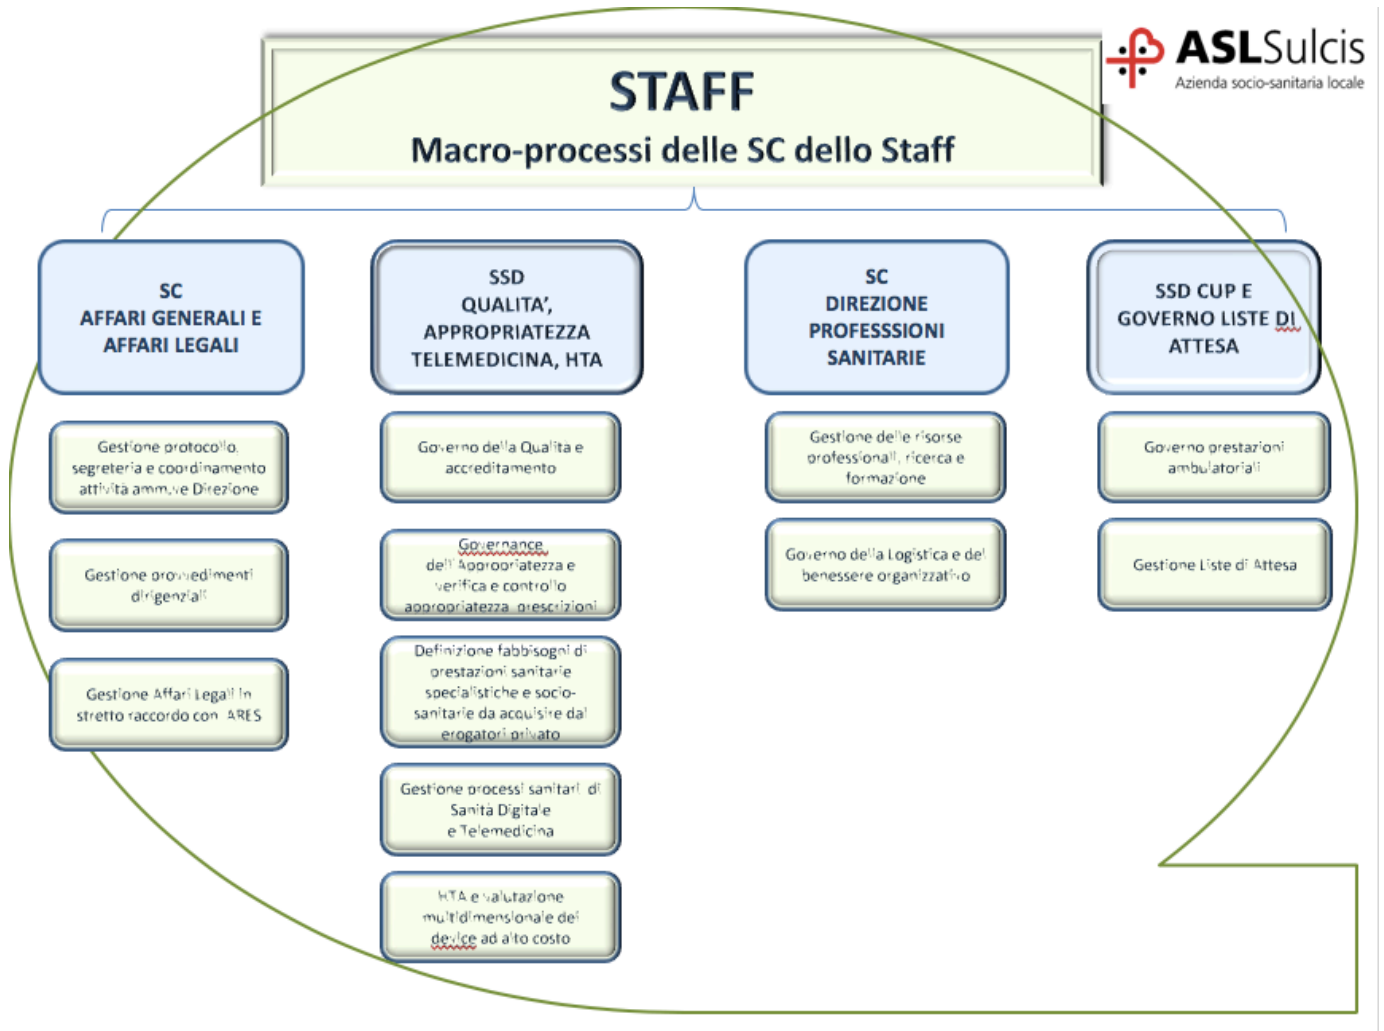 ASLSulcis
Azienda socio-sanitaria locale
STAFF
Macro-processi delle SC dello Staff
SC
AFFARI GENERALI E
AFFARI LEGALI
Gestione protocollo,
segreteria e coordinamento
attività amm.ve Direzione
Gestione provvedimenti
dirigenziali
Gestione Affari Legali in
stretto raccordo con ARES
SSD
QUALITA’,
APPROPRIATEZZA
TELEMEDICINA, HTA
Governo della Qualità e
accreditamento
Governance
dell’Appropriatezza e
verifica e controllo
appropriatezza prescrizioni
Definizione fabbisogni di
prestazioni sanitarie
specialistiche e socio-
sanitarie da acquisire dal
erogatori privato
Gestione processi sanitari di
Sanità Digitale
e Telemedicina
HTA e valutazione
multidimensionale dei
device ad alto costo
SC
DIREZIONE
PROFESSSIONI
SANITARIE
Gestione delle risorse
professionali, ricerca e
formazione
Governo della Logistica e del
benessere organizzativo
SSD CUP E
GOVERNO LISTE DI
ATTESA
Governo prestazioni
ambulatoriali
Gestione Liste di Attesa